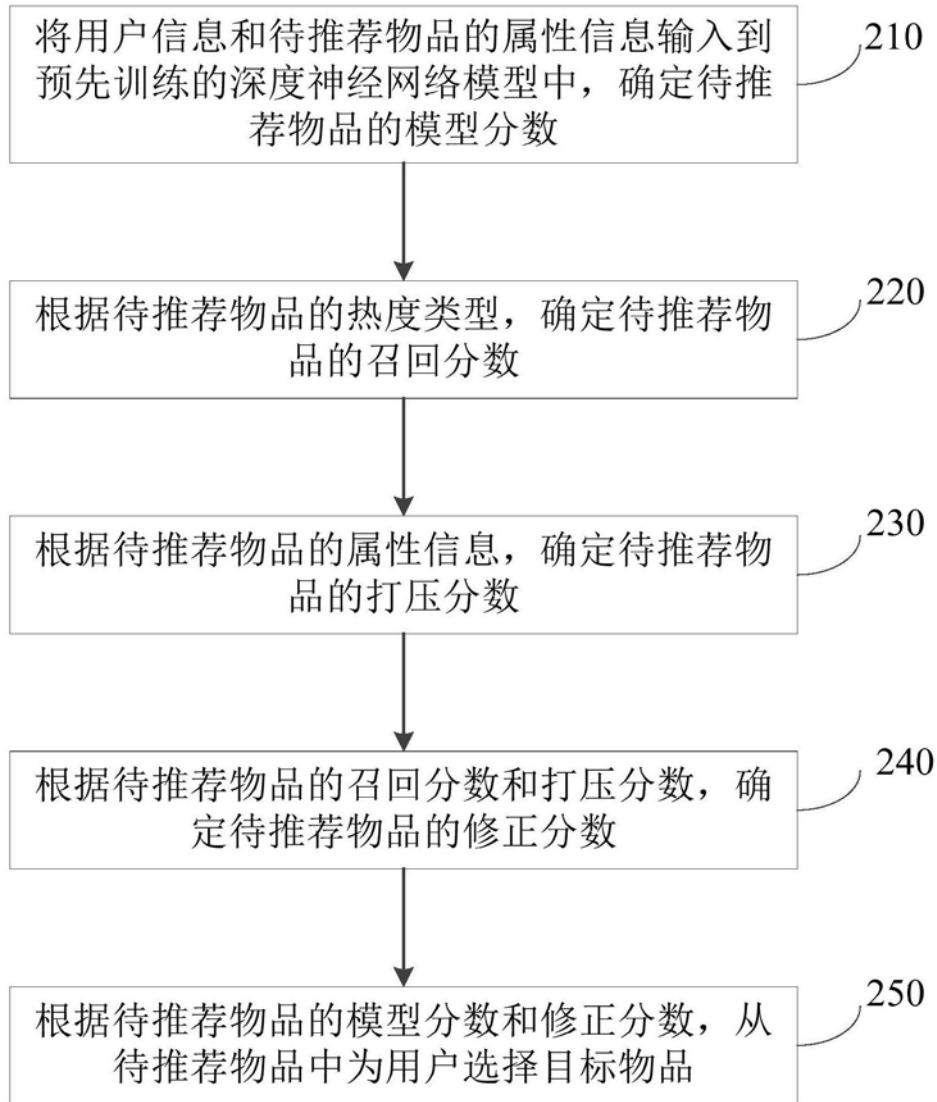 将用户信息和待推荐物品的属性信息输入到
210
预先训练的深度神经网络模型中，确定待推
荐物品的模型分数
根据待推荐物品的热度类型，确定待推荐物
220
品的召回分数
根据待推荐物品的属性信息，确定待推荐物
230
品的打压分数
根据待推荐物品的召回分数和打压分数，确
240
定待推荐物品的修正分数
根据待推荐物品的模型分数和修正分数，从
250
待推荐物品中为用户选择目标物品